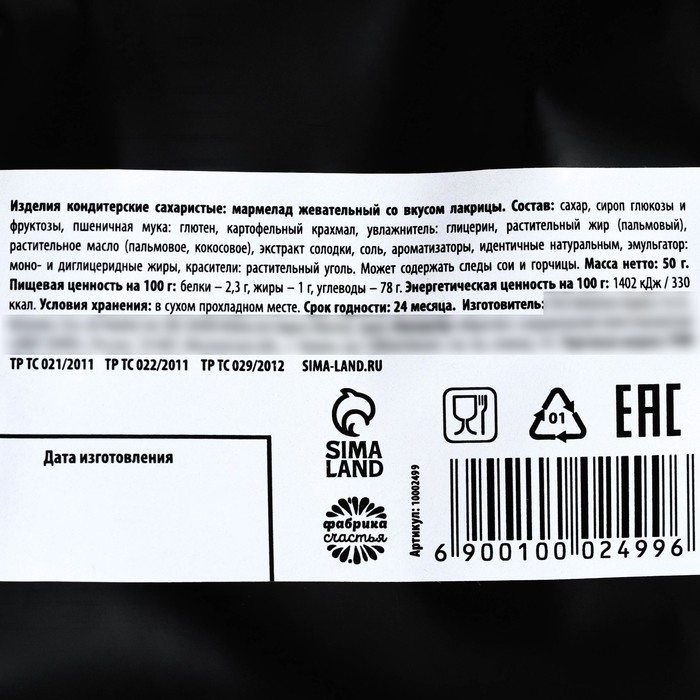 Изделия кондитерские сахаристые: мармелад жевательный со вкусом лакрицы. Состав: сахар, сироп глюкозы и
фруктозы, пшеничная мука: глютен, картофельный крахмал, увлажнитель: глицерин, растительный жир (пальмовый),
растительное масло (пальмовое, кокосовое), экстракт солодки, соль, ароматизаторы, идентичные натуральным, эмульгатор:
моно- и диглицеридные жиры, красители: растительный уголь. Может содержать следы сои и горчицы. Масса нетто: 50 г.
Пищевая ценность на 100 г: белки – 2,3 г, жиры – 1 г, углеводы – 78 г. Энергетическая ценность на 100 г: 1402 кДж / 330
ккал. Условия хранения: в сухом прохладном месте. Срок годности: 24 месяца. Изготовитель:
ТР ТС 021/2011 ТР ТС 022/2011 ТР ТС 029/2012 SIMA-LAND.RU
Дата изготовления
SIMA
LAND
фабрика
счастья
01
EAC
Артикул: 10002499
6 900100 024996